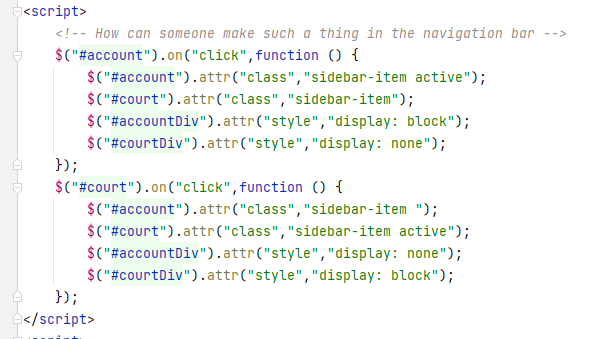 <script>
<!-- How can someone make such a thing in the navigation bar -->
$("#account").on("click",function () {
$("#account").attr("class","sidebar-item active");
$("#court").attr("class","sidebar-item");
$("#accountDiv").attr("style","display: block");
$("#courtDiv").attr("style","display: none");
});
$("#court").on("click",function () {
$("#account").attr("class","sidebar-item ");
$("#court").attr("class","sidebar-item active");
$("#accountDiv").attr("style","display: none");
$("#courtDiv").attr("style","display: block");
});
</script>